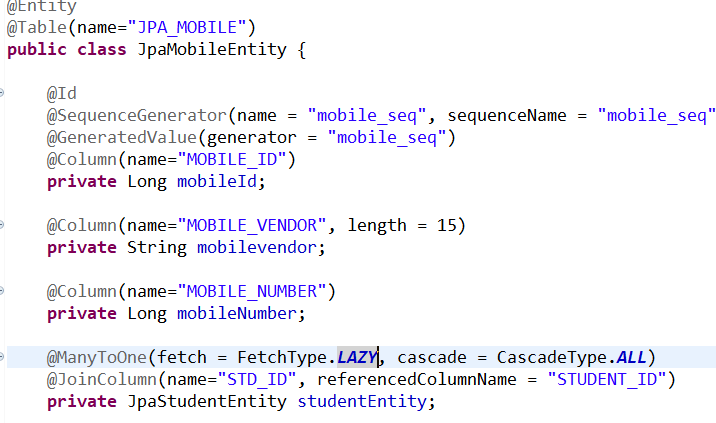 @Entity
@Table(name="JPA_MOBILE")
public class JpaMobileEntity {
@Id
@SequenceGenerator(name = "mobile_seq", sequenceName = "mobile_seq"
@GeneratedValue(generator = "mobile_seq")
@Column(name="MOBILE_ID")
private Long mobileId;
@Column(name="MOBILE_VENDOR", length = 15)
private String mobilevendor;
@Column(name="MOBILE_NUMBER")
private Long mobileNumber;
@ManyToOne(fetch = FetchType.LAZY, cascade = CascadeType.ALL)
@JoinColumn(name="STD_ID", referencedColumnName = "STUDENT_ID")
private JpaStudentEntity studentEntity;